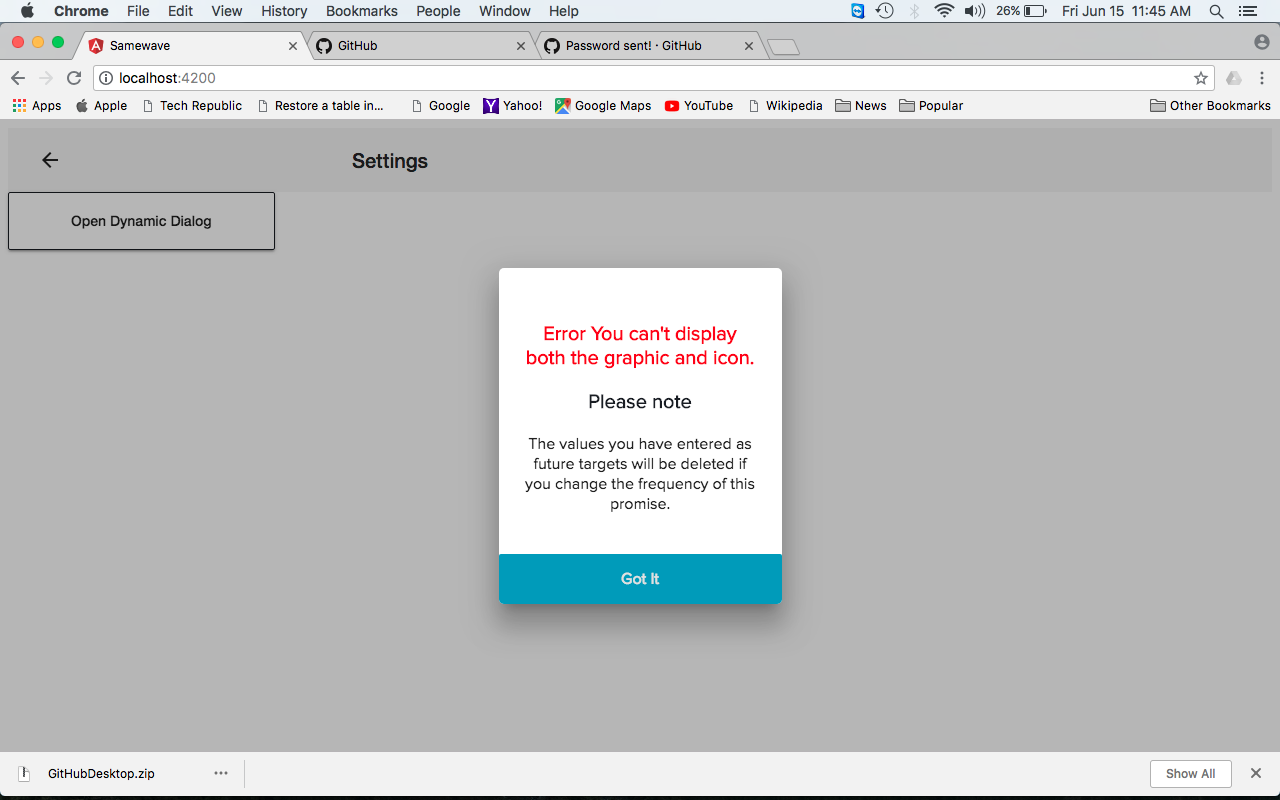 Chrome File Edit View History Bookmarks People Window Help 26% Fri Jun 15 11:45 AM
Samewave GitHub Password sent! · GitHub
localhost:4200
Apps Apple Tech Republic Restore a table in... Google Yahoo! Google Maps YouTube Wikipedia News Popular Other Bookmarks
Settings
Open Dynamic Dialog
Error You can't display
both the graphic and icon.
Please note
The values you have entered as
future targets will be deleted if
you change the frequency of this
promise.
Got It
GitHubDesktop.zip Show All